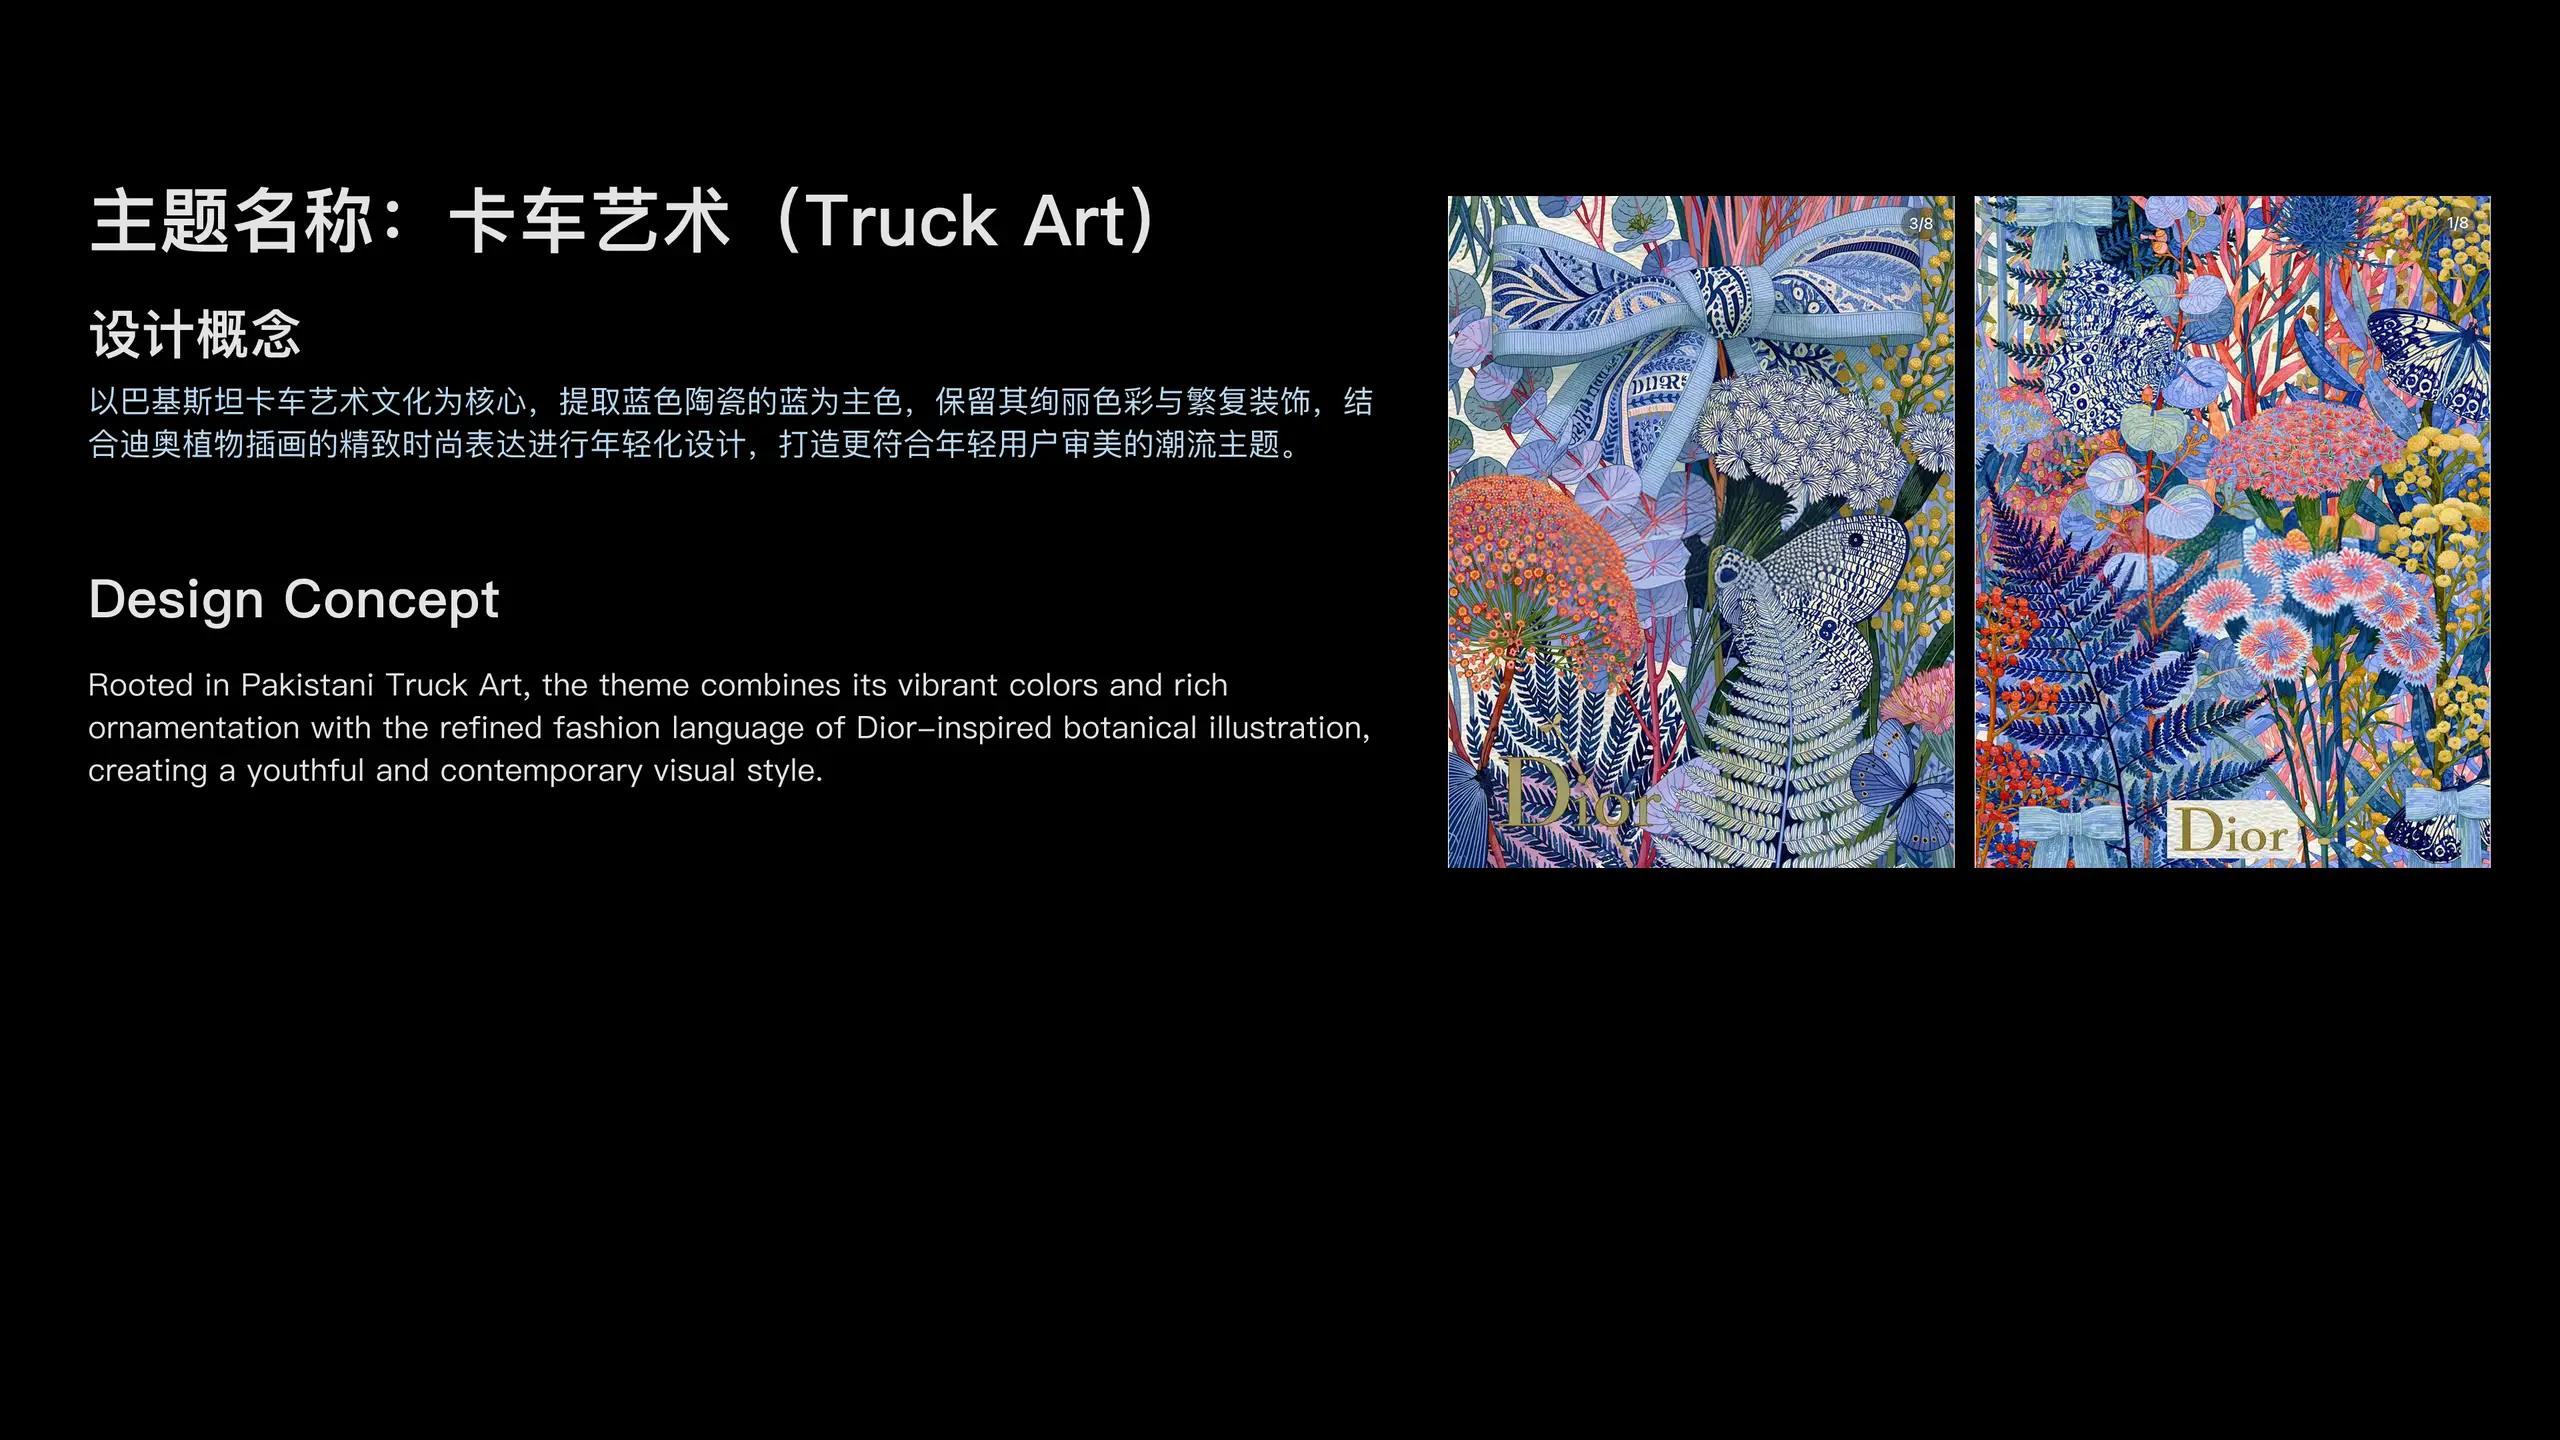 主题名称：卡车艺术（Truck Art）
设计概念
以巴基斯坦卡车艺术文化为核心，提取蓝色陶瓷的蓝为主色，保留其绚丽色彩与繁复装饰，结
合迪奥植物插画的精致时尚表达进行年轻化设计，打造更符合年轻用户审美的潮流主题。
Design Concept
Rooted in Pakistani Truck Art, the theme combines its vibrant colors and rich
ornamentation with the refined fashion language of Dior–inspired botanical illustration,
creating a youthful and contemporary visual style.
3/8
Dior
1/8
Dior